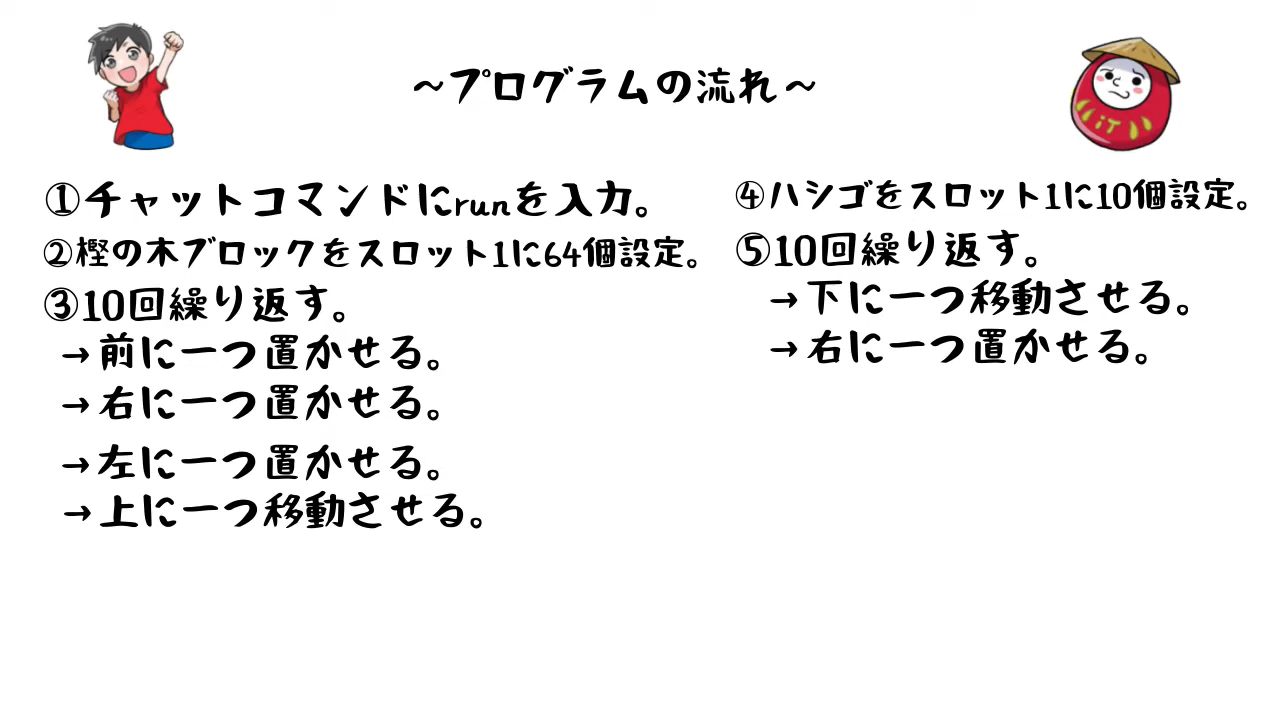 ～プログラムの流れ～
①チャットコマンドにrunを入力。
②樫の木ブロックをスロット1に64個設定。
③10回繰り返す。
→前に一つ置かせる。
→右に一つ置かせる。
→左に一つ置かせる。
→上に一つ移動させる。
④ハシゴをスロット1に10個設定。
⑤10回繰り返す。
→下に一つ移動させる。
→右に一つ置かせる。
iT